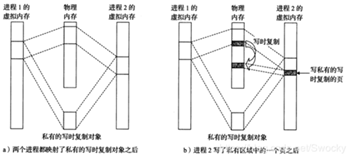 进程1的
虚拟内存
物理
内存
进程2的
虚拟内存
私有的写时复制对象
a) 两个进程都映射了私有的写时复制对象之后
进程1的
虚拟内存
物理
内存
进程2的
虚拟内存
写时复制
写私有的写
时复制的页
私有的写时复制对象
b) 进程2写了私有区域中的一个页之后